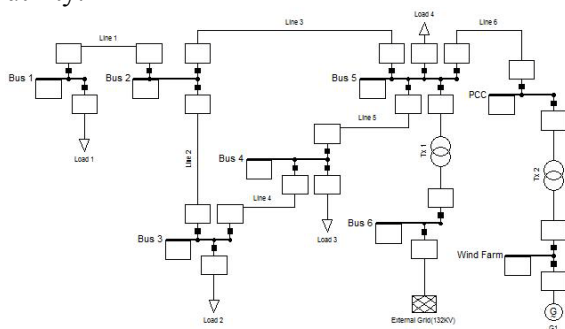 Line 1
Line 3
Load 4
Line 6
Bus 1
Bus 2
Bus 5
PCC
Load 1
Line 2
Line 5
Tx 1
Tx 2
Bus 4
Line 4
Load 3
Bus 3
Bus 6
Wind Farm
Load 2
External Grid(132KV)
G
G1